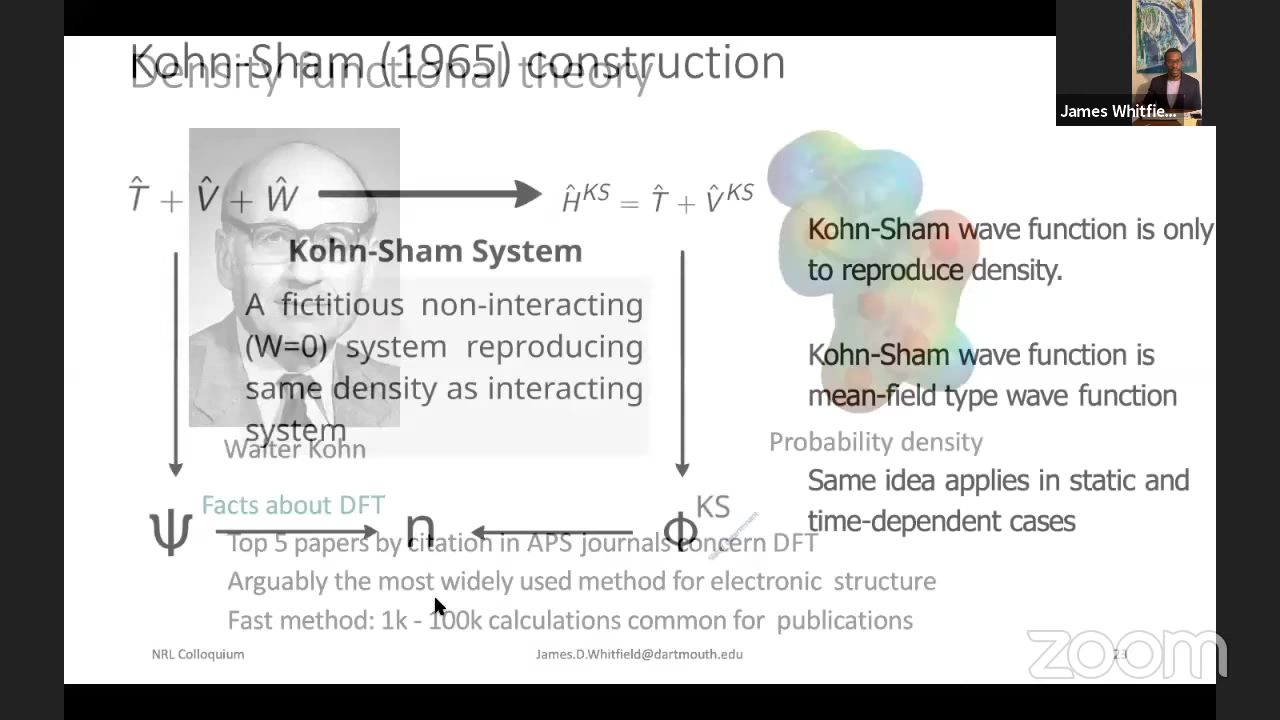 Kohn-Sham (1965) construction
Density functional theory
James Whitfie...
T̂ + V̂ + Ŵ
Ĥᴷˢ = T̂ + V̂ᴷˢ
Kohn-Sham System
A fictitious non-interacting
(W=0) system reproducing
same density as interacting
system
Walter Kohn
Kohn-Sham wave function is only
to reproduce density.
Kohn-Sham wave function is
mean-field type wave function
Probability density
Same idea applies in static and
time-dependent cases
Facts about DFT
ψ n ϕᴷˢ
Top 5 papers by citation in APS journals concern DFT
Arguably the most widely used method for electronic structure
Fast method: 1k - 100k calculations common for publications
NRL Colloquium
James.D.Whitfield@dartmouth.edu
zoom